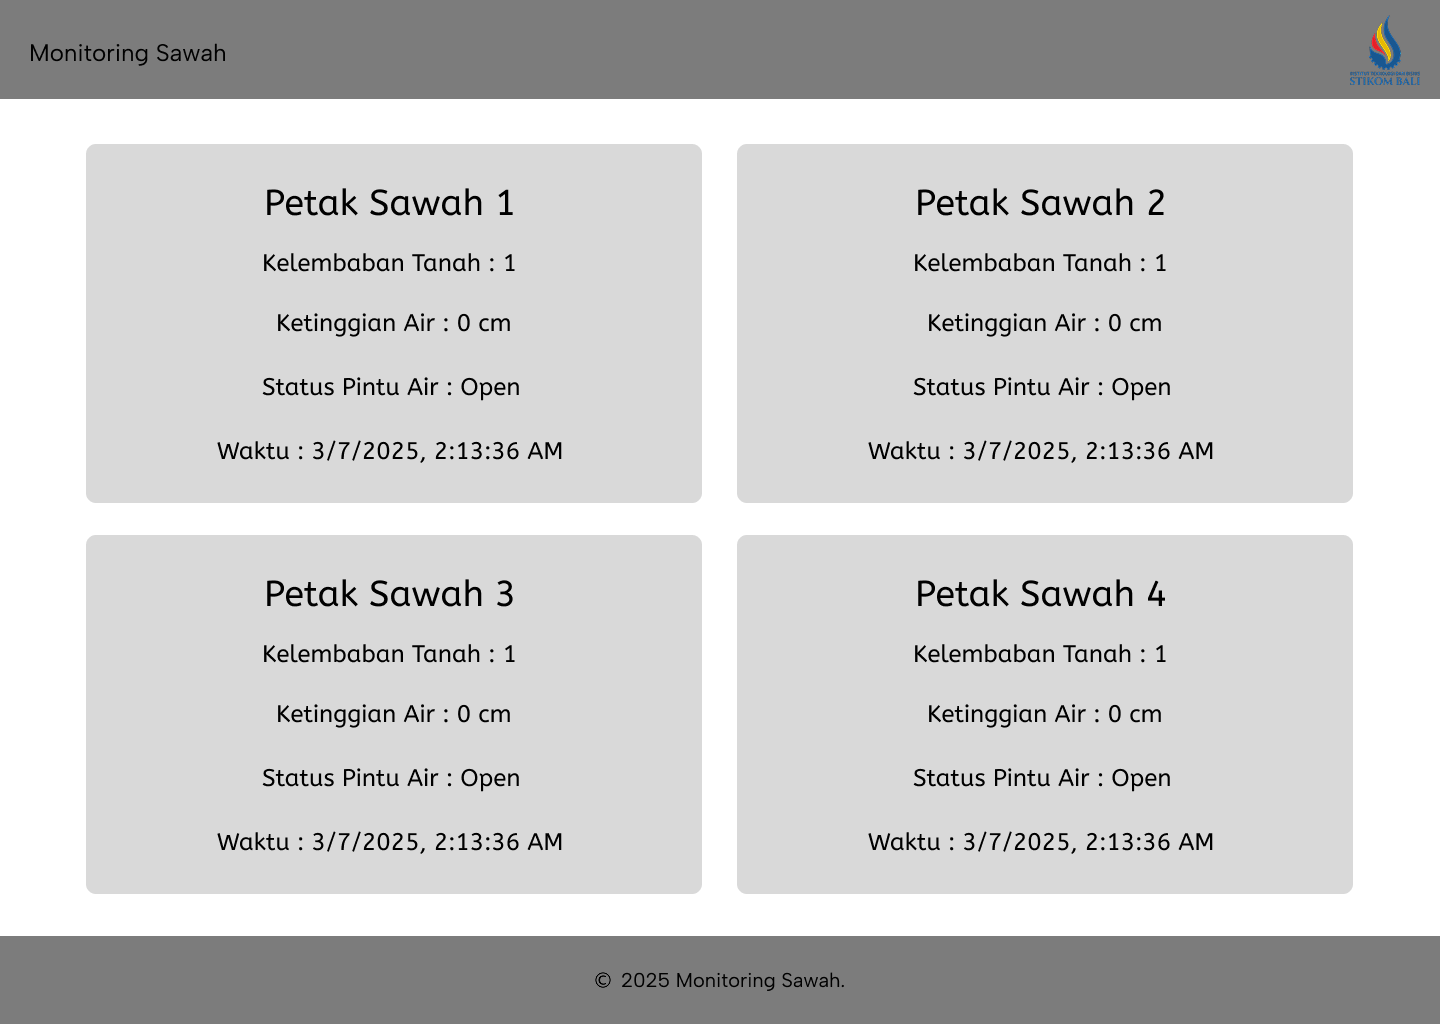 Monitoring Sawah
STIKOM BALI
Petak Sawah 1
Kelembaban Tanah : 1
Ketinggian Air : 0 cm
Status Pintu Air : Open
Waktu : 3/7/2025, 2:13:36 AM
Petak Sawah 2
Kelembaban Tanah : 1
Ketinggian Air : 0 cm
Status Pintu Air : Open
Waktu : 3/7/2025, 2:13:36 AM
Petak Sawah 3
Kelembaban Tanah : 1
Ketinggian Air : 0 cm
Status Pintu Air : Open
Waktu : 3/7/2025, 2:13:36 AM
Petak Sawah 4
Kelembaban Tanah : 1
Ketinggian Air : 0 cm
Status Pintu Air : Open
Waktu : 3/7/2025, 2:13:36 AM
© 2025 Monitoring Sawah.